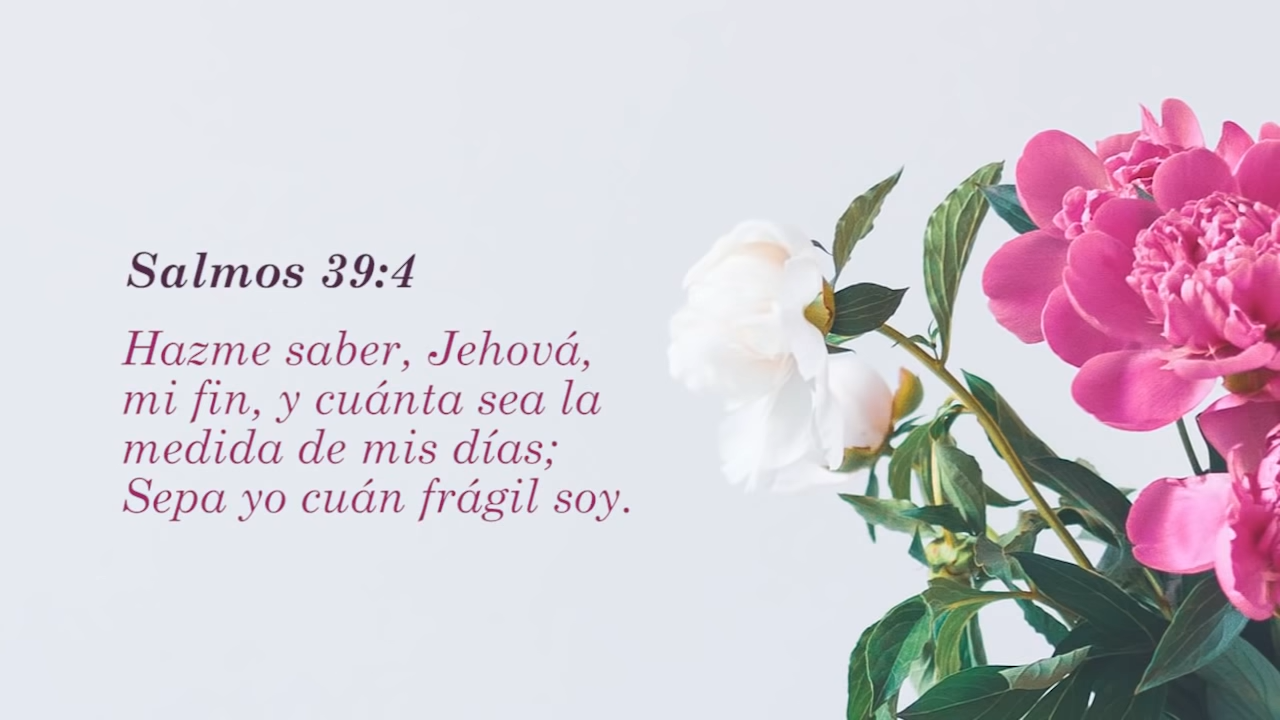 Salmos 39:4
Hazme saber, Jehová,
mi fin, y cuánta sea la
medida de mis días;
Sepa yo cuán frágil soy.